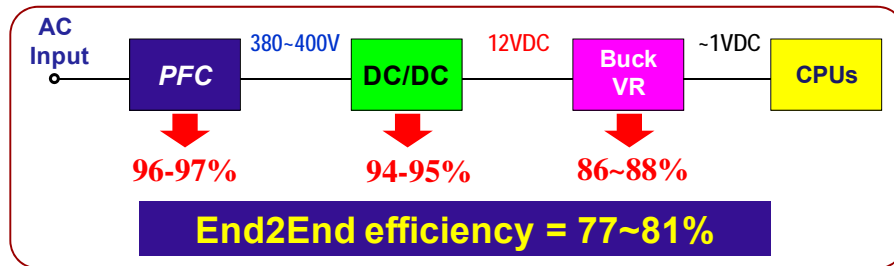 AC
Input
PFC
380~400V
DC/DC
12VDC
Buck
VR
~1VDC
CPUs
96-97%
94-95%
86~88%
End2End efficiency = 77~81%